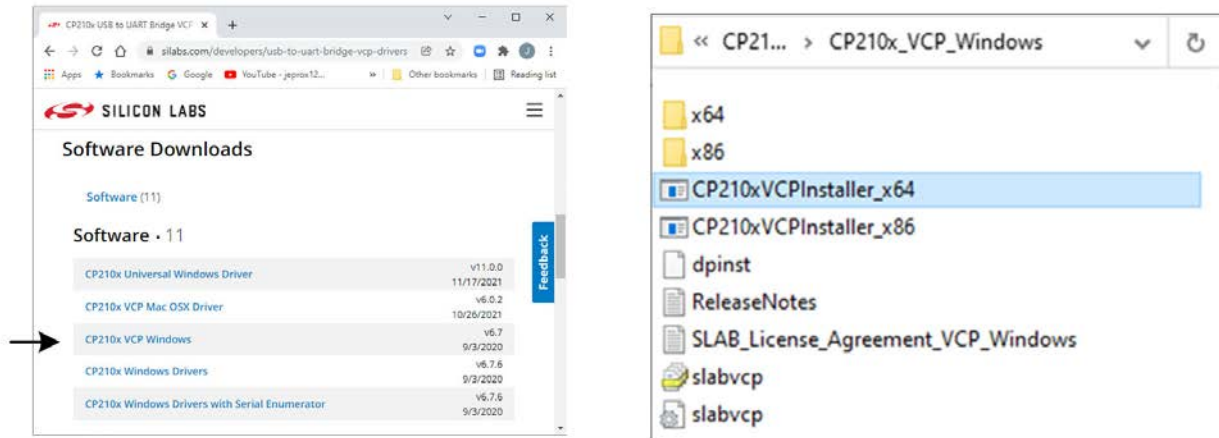 CP210x USB to UART Bridge VCP
silabs.com/developers/usb-to-uart-bridge-vcp-drivers
J
Apps Bookmarks Google YouTube - jeprox12... » Other bookmarks Reading list
SILICON LABS
Software Downloads
Software (11)
Software • 11
CP210x Universal Windows Driver v11.0.0
11/17/2021
CP210x VCP Mac OSX Driver v6.0.2
10/26/2021
CP210x VCP Windows v6.7
9/3/2020
CP210x Windows Drivers v6.7.6
9/3/2020
CP210x Windows Drivers with Serial Enumerator v6.7.6
9/3/2020
Feedback
« CP21... > CP210x_VCP_Windows
x64
x86
CP210xVCPInstaller_x64
CP210xVCPInstaller_x86
dpinst
ReleaseNotes
SLAB_License_Agreement_VCP_Windows
slabvcp
slabvcp